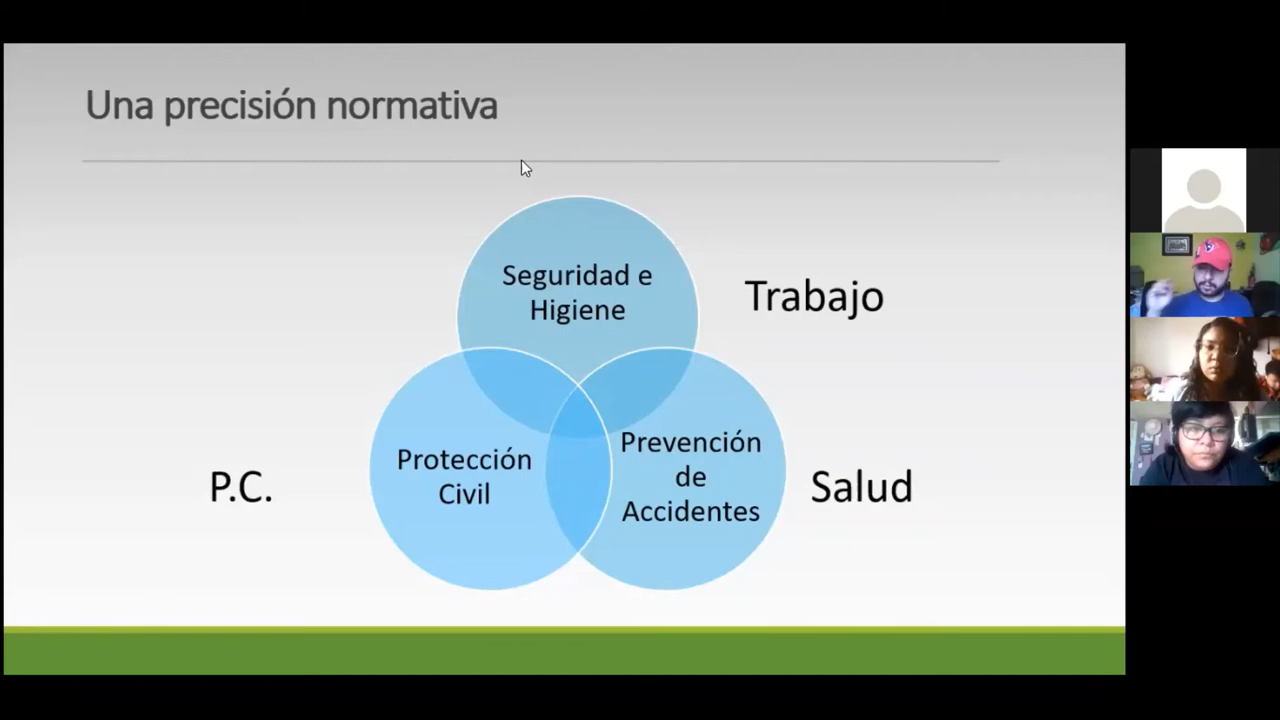 Una precisión normativa
Seguridad e
Higiene
Trabajo
Protección
Civil
Prevención
de
Accidentes
P.C.
Salud